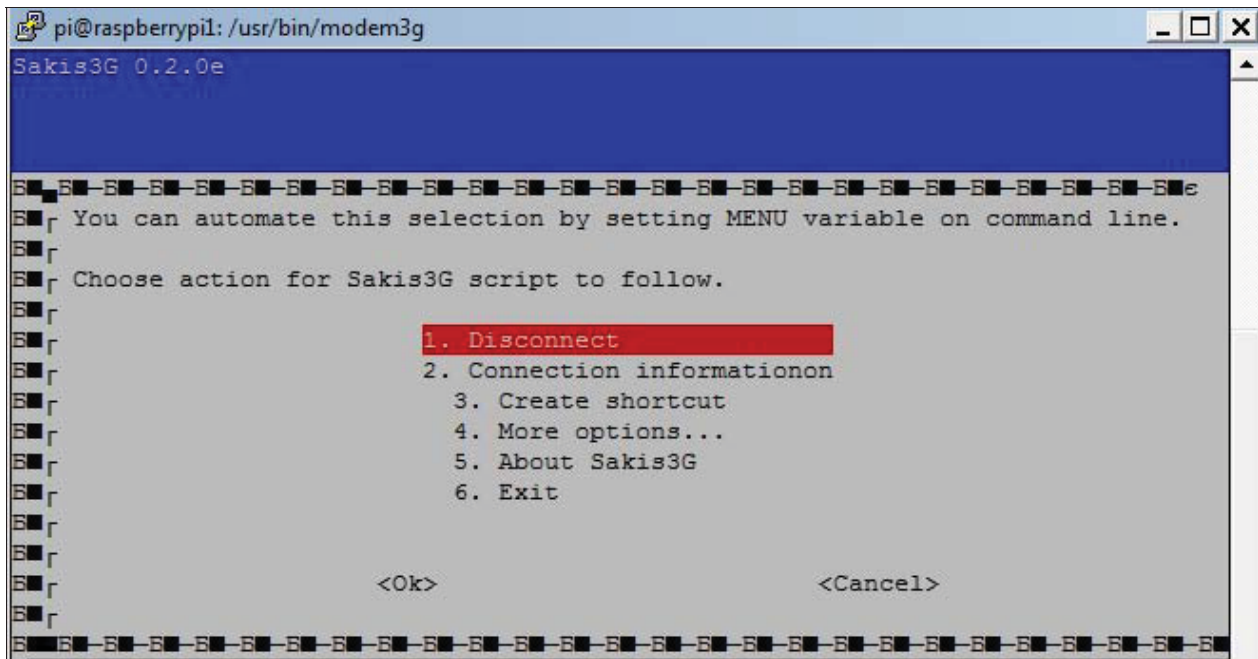 pi@raspberrypi1: /usr/bin/modem3g
Sakis3G 0.2.0e
You can automate this selection by setting MENU variable on command line.
Choose action for Sakis3G script to follow.
1. Disconnect
2. Connection informationon
3. Create shortcut
4. More options...
5. About Sakis3G
6. Exit
<Ok> <Cancel>